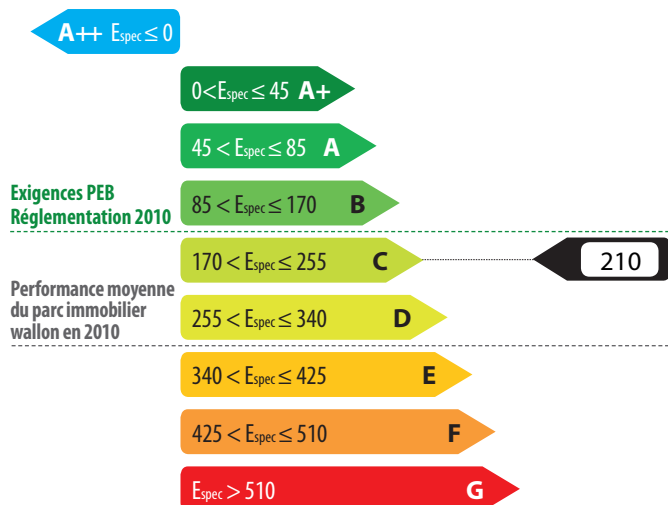 A++ Espec ≤ 0
0<Espec ≤ 45 A+
45 < Espec ≤ 85 A
Exigences PEB
Réglementation 2010
85 < Espec ≤ 170 B
170 < Espec ≤ 255 C
210
Performance moyenne
du parc immobilier
wallon en 2010
255 < Espec ≤ 340 D
340 < Espec ≤ 425 E
425 < Espec ≤ 510 F
Espec > 510 G